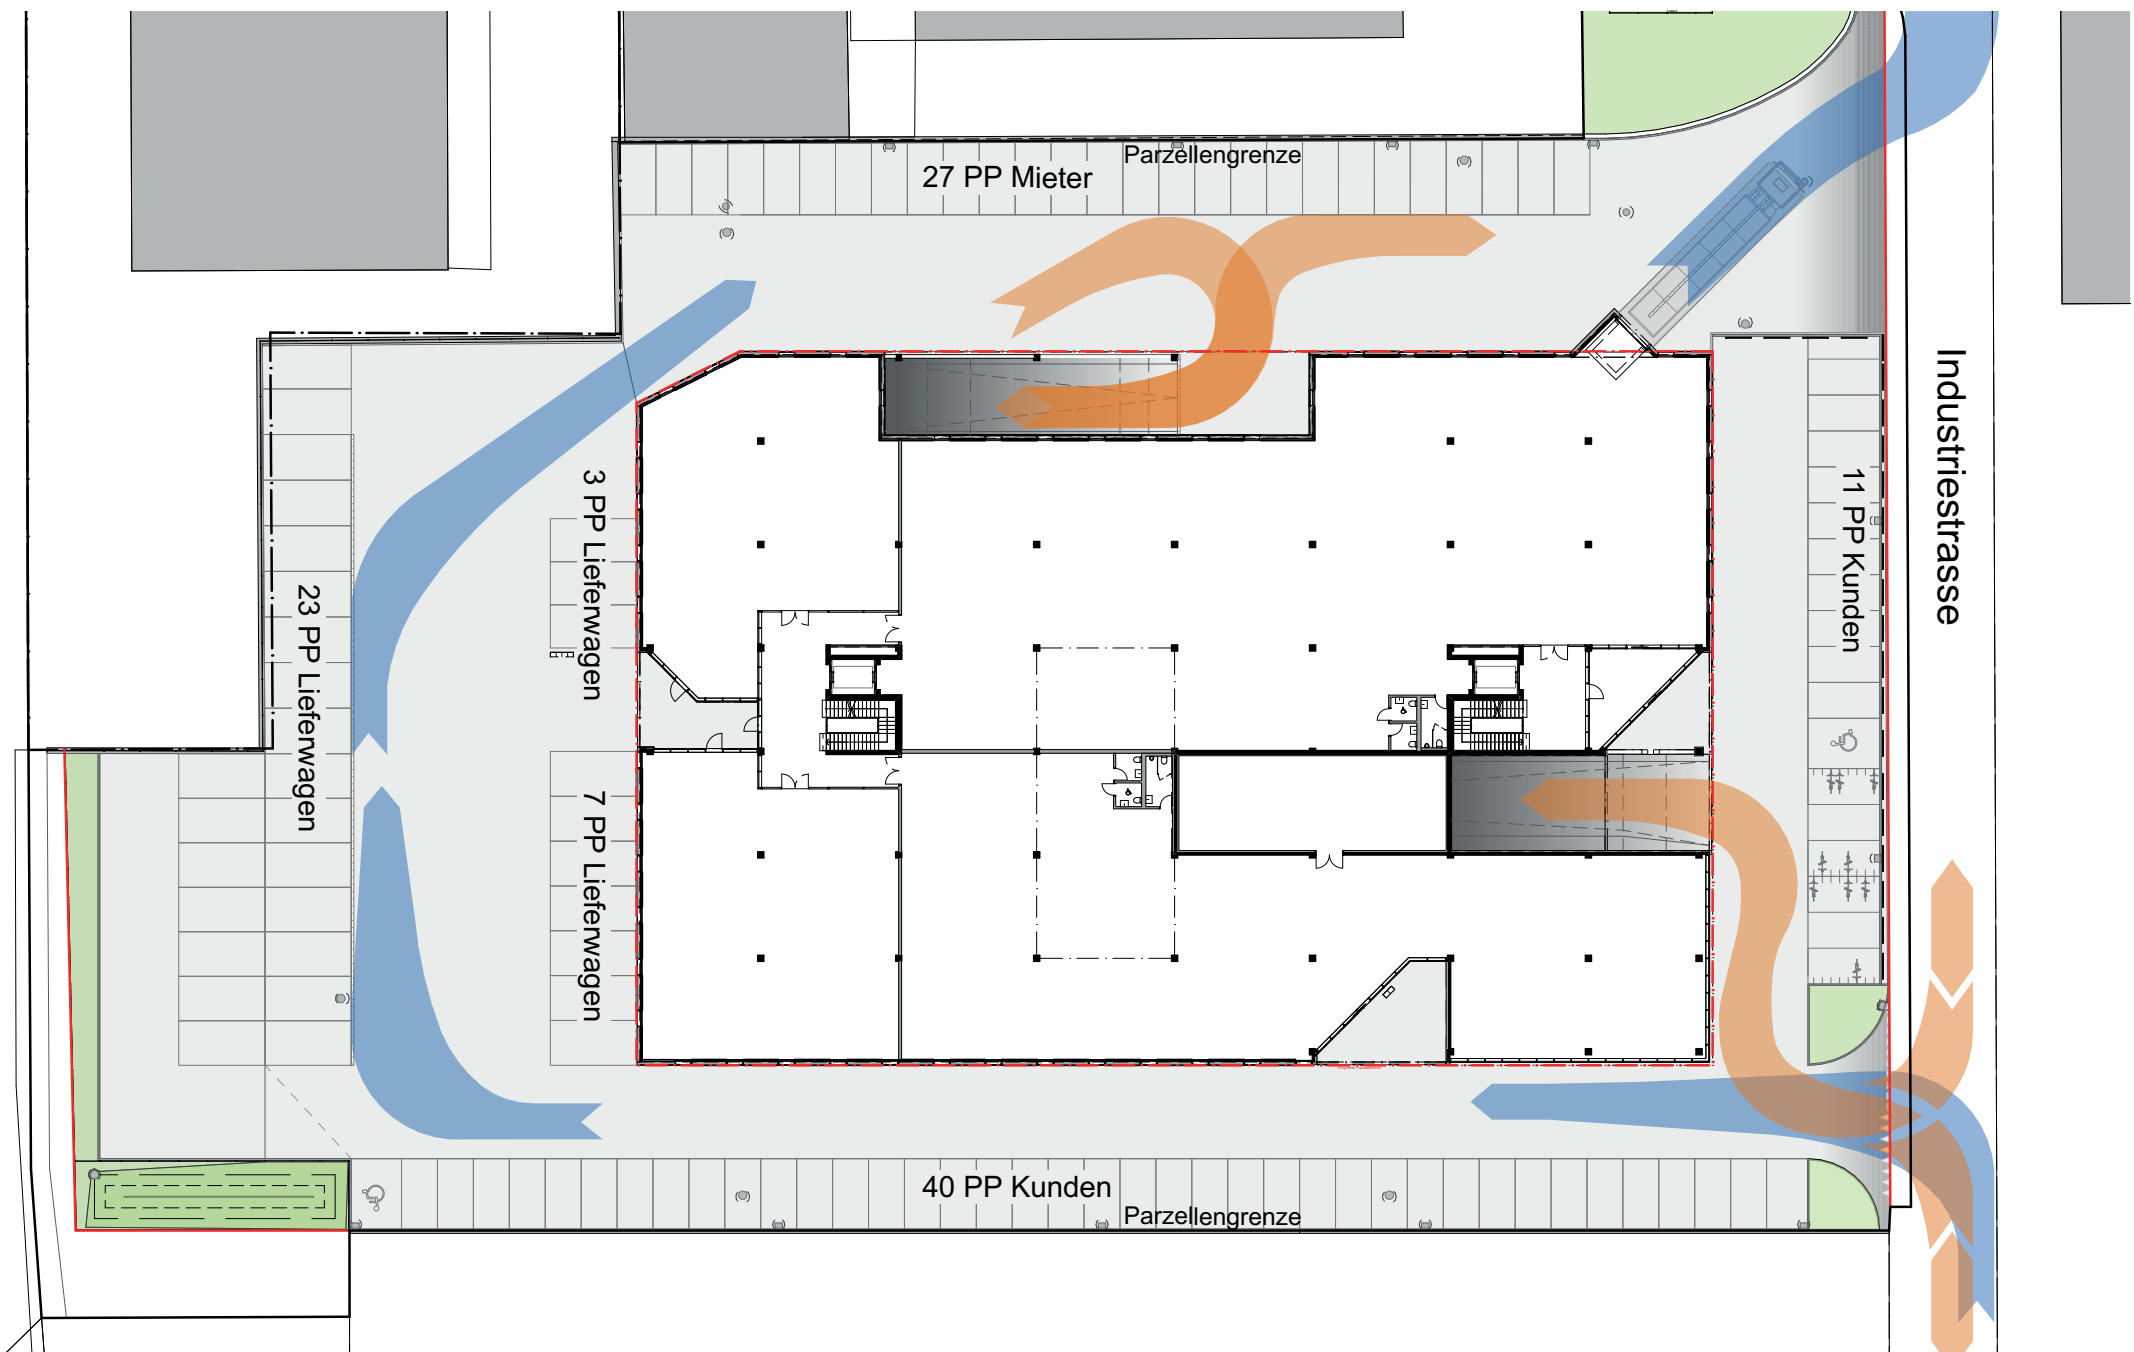 Parzellengrenze
27 PP Mieter
Industriestrasse
11 PP Kunden
3 PP Lieferwagen
23 PP Lieferwagen
7 PP Lieferwagen
40 PP Kunden
Parzellengrenze